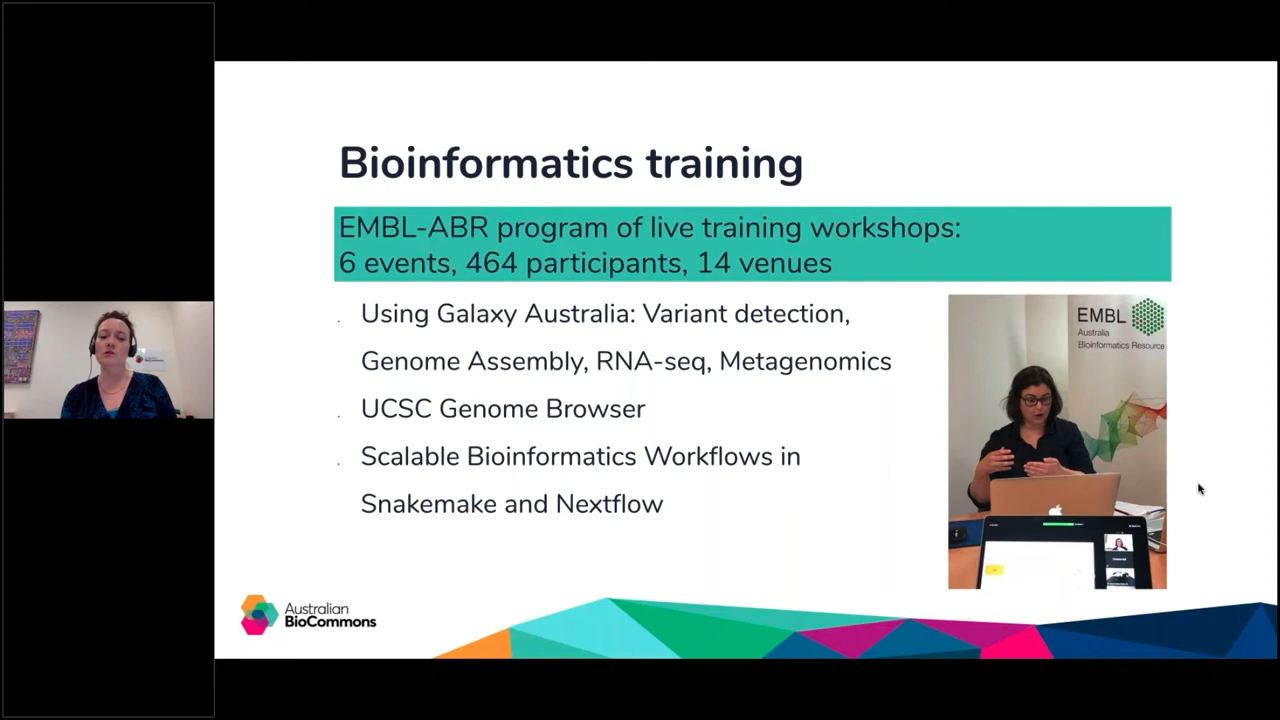 Bioinformatics training
EMBL-ABR program of live training workshops:
6 events, 464 participants, 14 venues
Using Galaxy Australia: Variant detection,
Genome Assembly, RNA-seq, Metagenomics
UCSC Genome Browser
Scalable Bioinformatics Workflows in
Snakemake and Nextflow
EMBL
Australia
Bioinformatics Resource
Australian
BioCommons